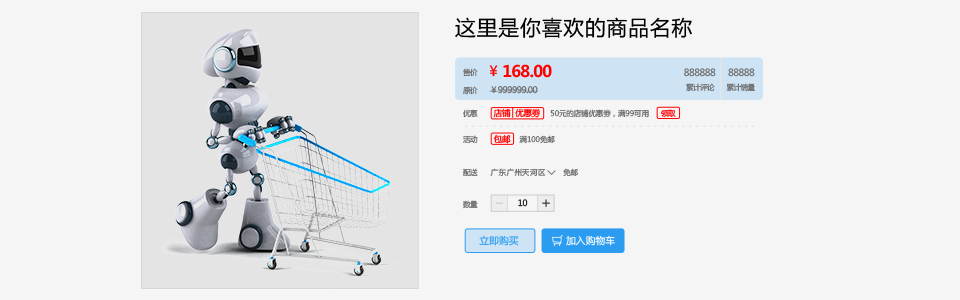 这里是你喜欢的商品名称
售价 ¥ 168.00 888888 88888
原价 ¥999999.00 累计评论 累计销量
优惠 店铺 优惠劵 50元的店铺优惠劵，满99可用 领取
活动 包邮 满100免邮
配送 广东广州天河区 免邮
数量 － 10 +
立即购买 加入购物车